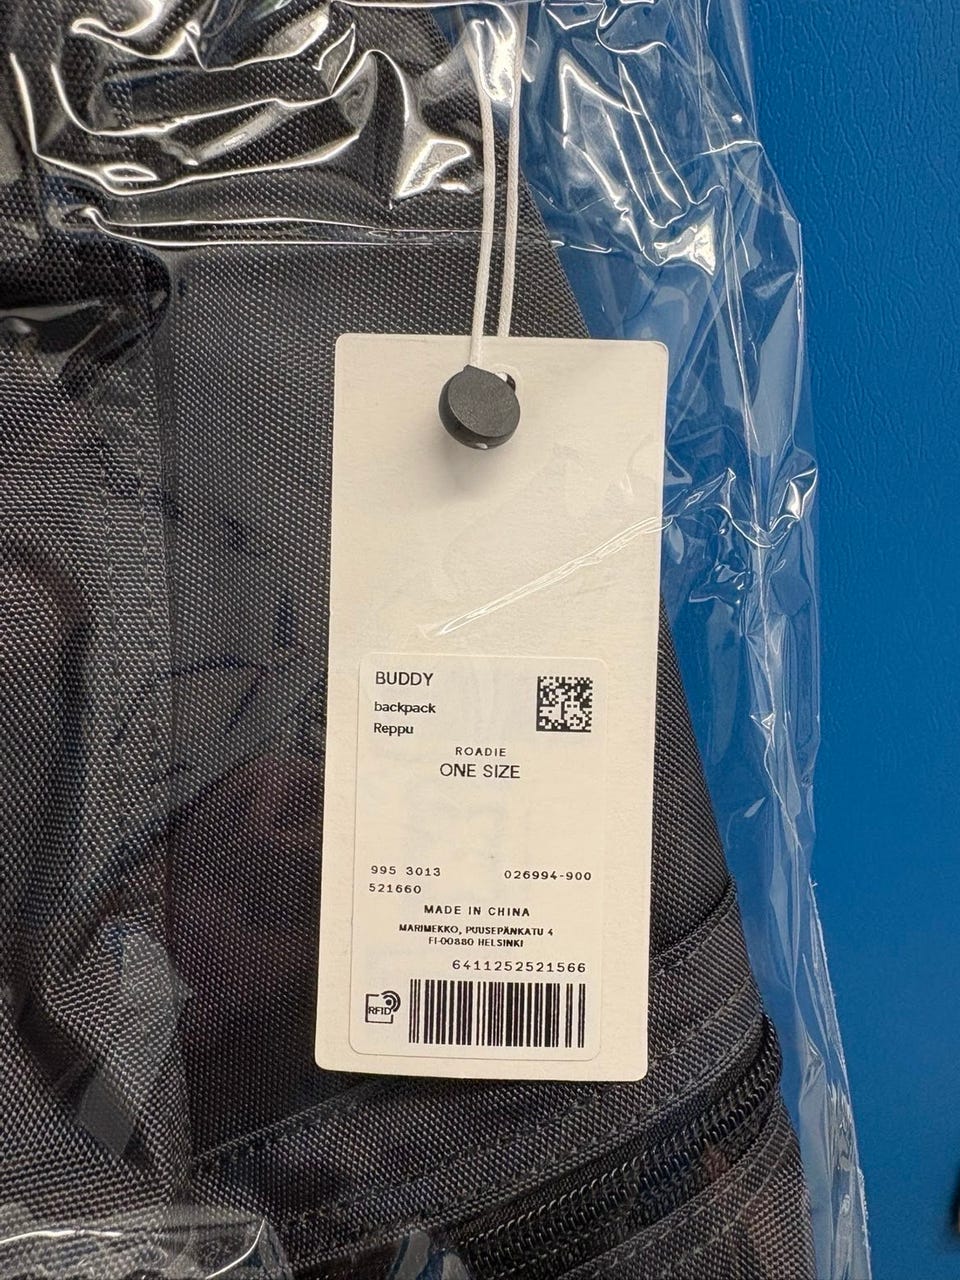 BUDDY
backpack
Reppu
ROADIE
ONE SIZE
995 3013
026994-900
521660
MADE IN CHINA
MARIMEKKO, PUUSEPÄNKATU 4
FI-00880 HELSINKI
6411252521566
RFID